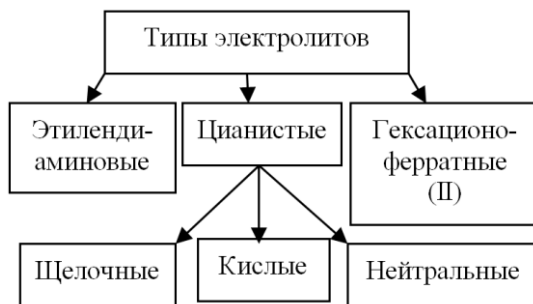 Типы электролитов
Этиленди-
аминовые
Цианистые
Гексационо-
ферратные
(II)
Щелочные
Кислые
Нейтральные